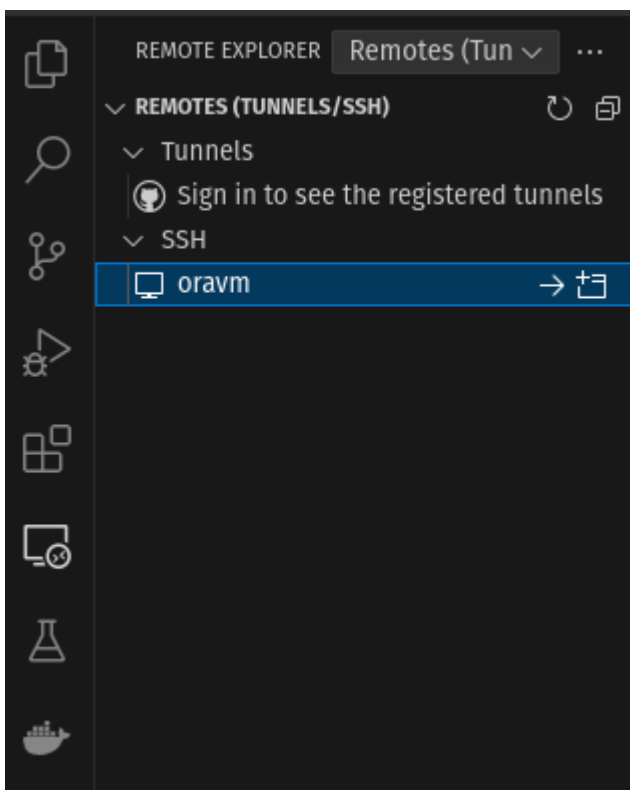 REMOTE EXPLORER Remotes (Tun
REMOTES (TUNNELS/SSH)
Tunnels
Sign in to see the registered tunnels
SSH
oravm